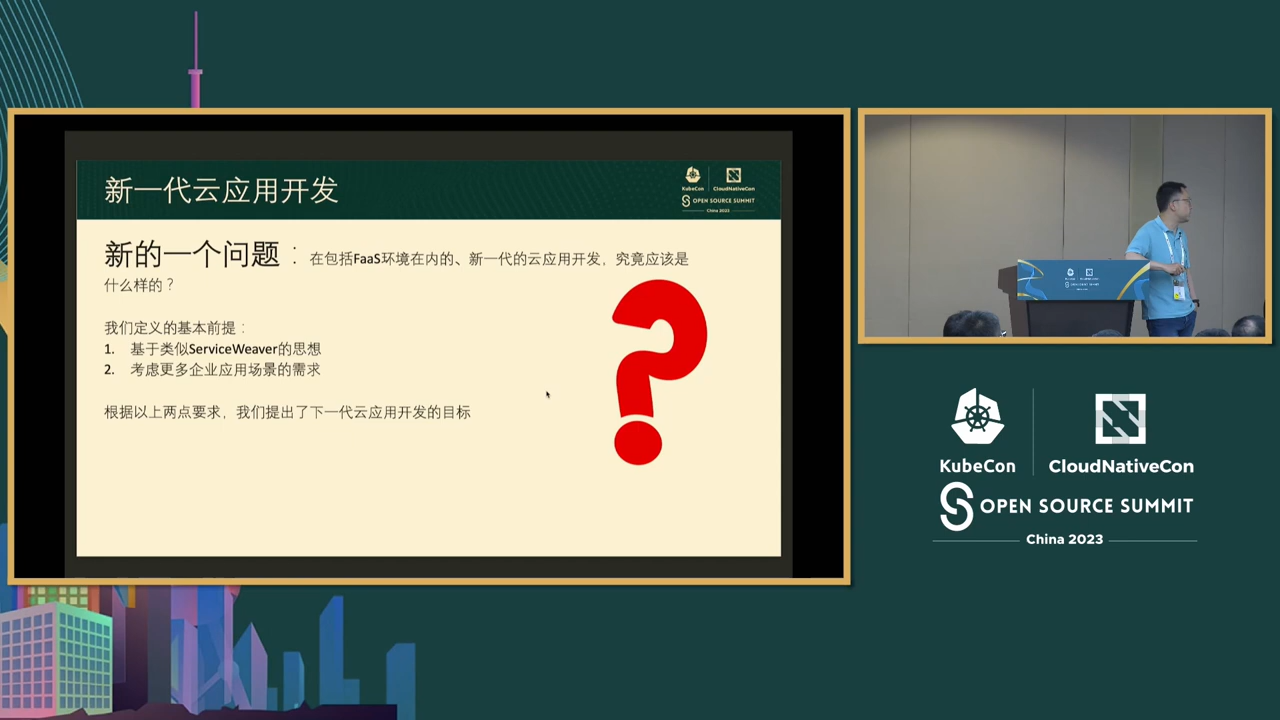 新一代云应用开发
KubeCon
CloudNativeCon
OPEN SOURCE SUMMIT
China 2023
新的一个问题：在包括FaaS环境在内的、新一代的云应用开发，究竟应该是
什么样的？
我们定义的基本前提：
1. 基于类似ServiceWeaver的思想
2. 考虑更多企业应用场景的需求
根据以上两点要求，我们提出了下一代云应用开发的目标
KubeCon
CloudNativeCon
OPEN SOURCE SUMMIT
China 2023